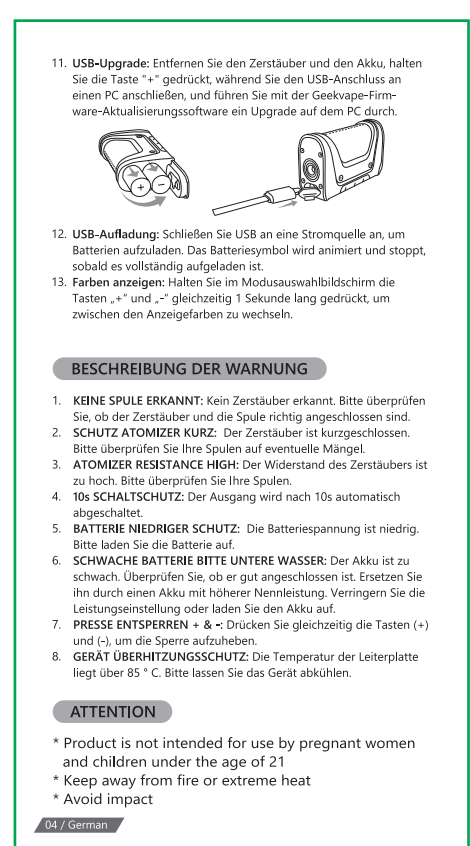 11. USB-Upgrade: Entfernen Sie den Zerstäuber und den Akku, halten
Sie die Taste "+" gedrückt, während Sie den USB-Anschluss an
einen PC anschließen, und führen Sie mit der Geekvape-Firm-
ware-Aktualisierungssoftware ein Upgrade auf dem PC durch.
+ −
12. USB-Aufladung: Schließen Sie USB an eine Stromquelle an, um
Batterien aufzuladen. Das Batteriesymbol wird animiert und stoppt,
sobald es vollständig aufgeladen ist.
13. Farben anzeigen: Halten Sie im Modusauswahlbildschirm die
Tasten „+“ und „-“ gleichzeitig 1 Sekunde lang gedrückt, um
zwischen den Anzeigefarben zu wechseln.
BESCHREIBUNG DER WARNUNG
1. KEINE SPULE ERKANNT: Kein Zerstäuber erkannt. Bitte überprüfen
Sie, ob der Zerstäuber und die Spule richtig angeschlossen sind.
2. SCHUTZ ATOMIZER KURZ: Der Zerstäuber ist kurzgeschlossen.
Bitte überprüfen Sie Ihre Spulen auf eventuelle Mängel.
3. ATOMIZER RESISTANCE HIGH: Der Widerstand des Zerstäubers ist
zu hoch. Bitte überprüfen Sie Ihre Spulen.
4. 10s SCHALTSCHUTZ: Der Ausgang wird nach 10s automatisch
abgeschaltet.
5. BATTERIE NIEDRIGER SCHUTZ: Die Batteriespannung ist niedrig.
Bitte laden Sie die Batterie auf.
6. SCHWACHE BATTERIE BITTE UNTERE WASSER: Der Akku ist zu
schwach. Überprüfen Sie, ob er gut angeschlossen ist. Ersetzen Sie
ihn durch einen Akku mit höherer Nennleistung. Verringern Sie die
Leistungseinstellung oder laden Sie den Akku auf.
7. PRESSE ENTSPERREN + & -: Drücken Sie gleichzeitig die Tasten (+)
und (-), um die Sperre aufzuheben.
8. GERÄT ÜBERHITZUNGSSCHUTZ: Die Temperatur der Leiterplatte
liegt über 85 ° C. Bitte lassen Sie das Gerät abkühlen.
ATTENTION
* Product is not intended for use by pregnant women
and children under the age of 21
* Keep away from fire or extreme heat
* Avoid impact
04 / German